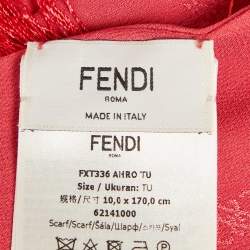 FENDI
ROMA
MADE IN ITALY
FENDI
ROMA
FXT336 AHRO TU
Size / Ukuran: TU
规格/尺寸 10,0 x 170,0 cm
62141000
Scarf/Scarf/Šála/Шарф/스카프/Syal